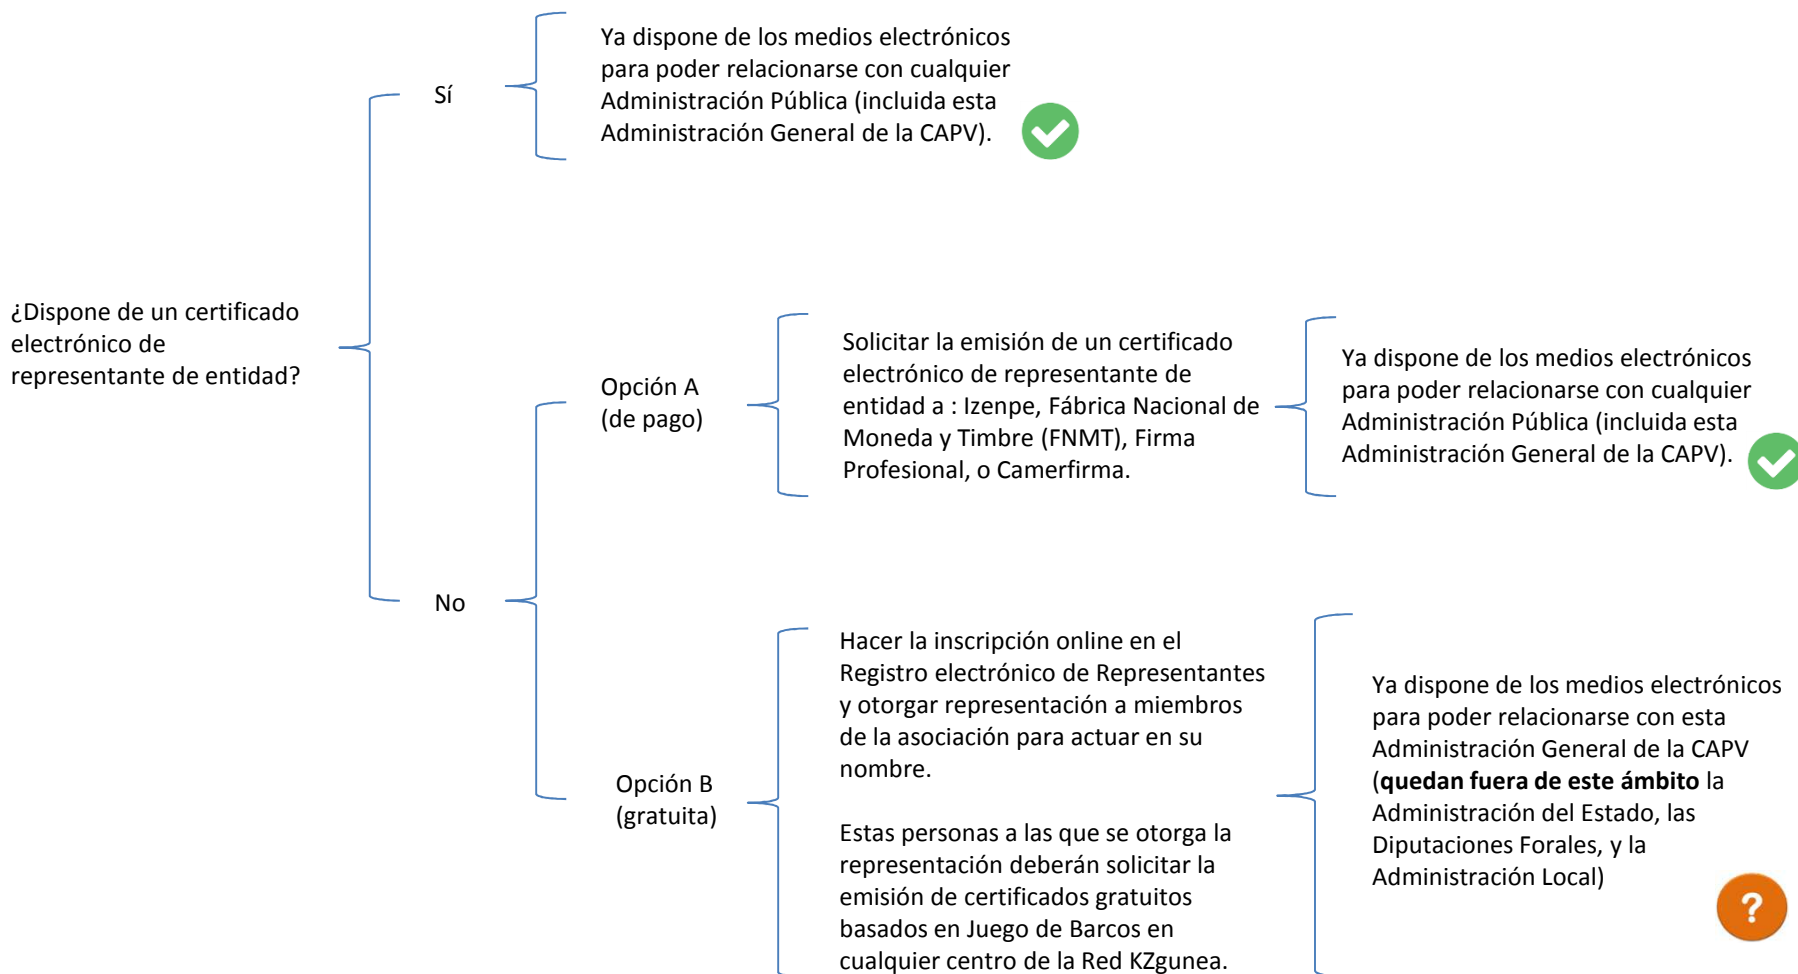 ¿Dispone de un certificado
electrónico de
representante de entidad?
Sí
Ya dispone de los medios electrónicos
para poder relacionarse con cualquier
Administración Pública (incluida esta
Administración General de la CAPV).
No
Opción A
(de pago)
Solicitar la emisión de un certificado
electrónico de representante de
entidad a : Izenpe, Fábrica Nacional de
Moneda y Timbre (FNMT), Firma
Profesional, o Camerfirma.
Ya dispone de los medios electrónicos
para poder relacionarse con cualquier
Administración Pública (incluida esta
Administración General de la CAPV).
Opción B
(gratuita)
Hacer la inscripción online en el
Registro electrónico de Representantes
y otorgar representación a miembros
de la asociación para actuar en su
nombre.
Estas personas a las que se otorga la
representación deberán solicitar la
emisión de certificados gratuitos
basados en Juego de Barcos en
cualquier centro de la Red KZgunea.
Ya dispone de los medios electrónicos
para poder relacionarse con esta
Administración General de la CAPV
(quedan fuera de este ámbito la
Administración del Estado, las
Diputaciones Forales, y la
Administración Local)
?